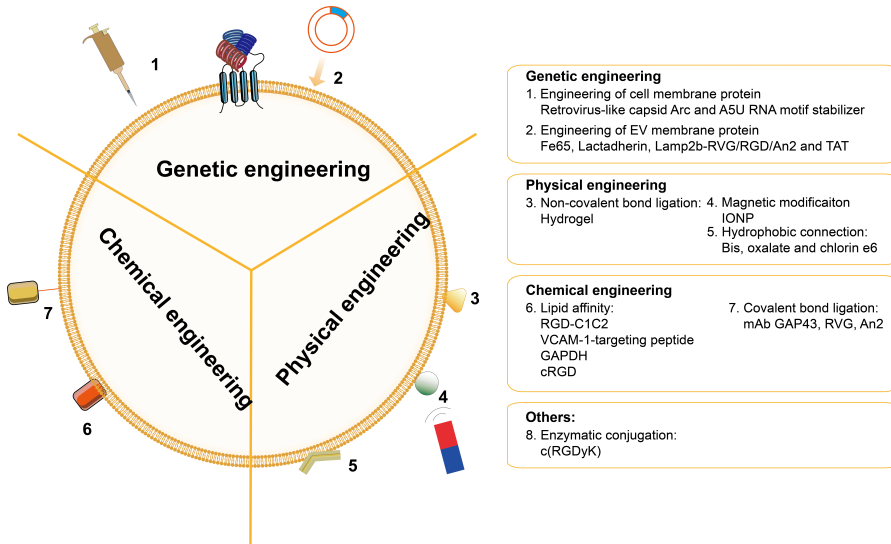 1
2
Genetic engineering
Chemical engineering
Physical engineering
7
3
6
4
5
Genetic engineering
1. Engineering of cell membrane protein
Retrovirus-like capsid Arc and A5U RNA motif stabilizer
2. Engineering of EV membrane protein
Fe65, Lactadherin, Lamp2b-RVG/RGD/An2 and TAT
Physical engineering
3. Non-covalent bond ligation:
Hydrogel
4. Magnetic modificaiton
IONP
5. Hydrophobic connection:
Bis, oxalate and chlorin e6
Chemical engineering
6. Lipid affinity:
RGD-C1C2
VCAM-1-targeting peptide
GAPDH
cRGD
7. Covalent bond ligation:
mAb GAP43, RVG, An2
Others:
8. Enzymatic conjugation:
c(RGDyK)